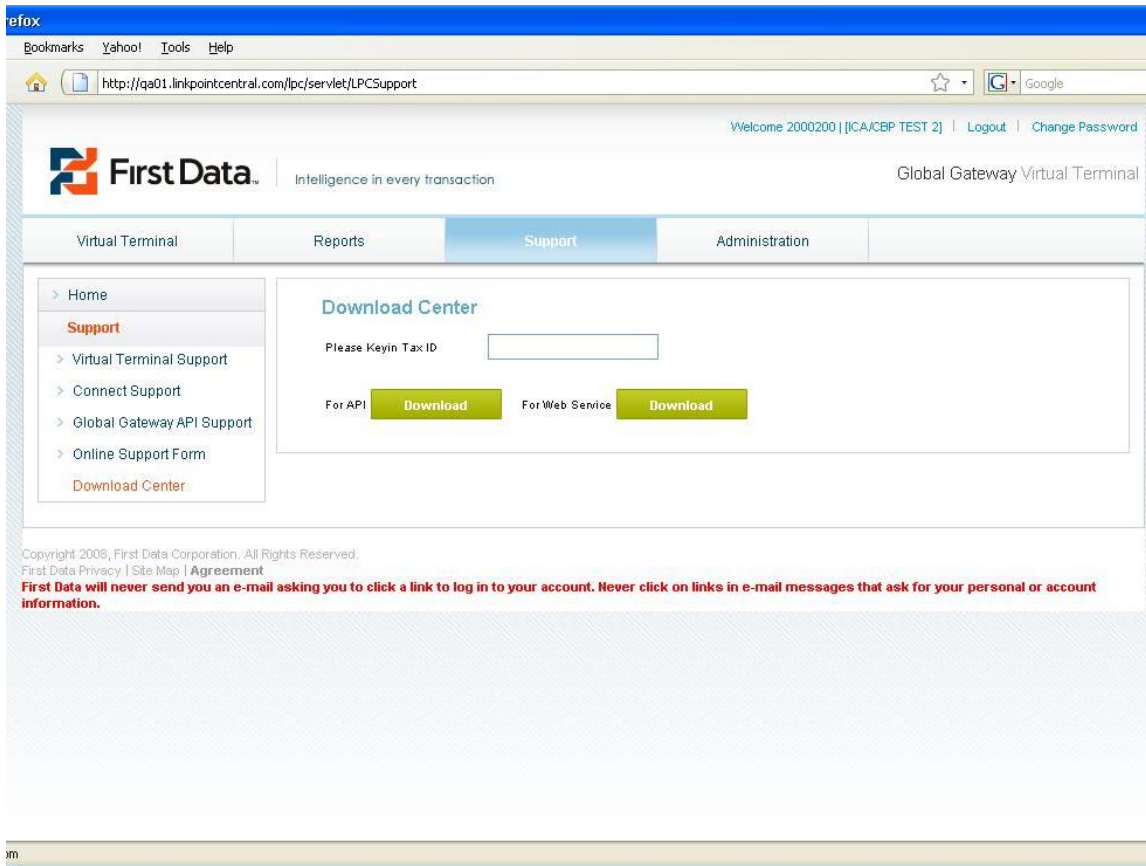 refox
Bookmarks Yahoo! Tools Help
http://qa01.linkpointcentral.com/lpc/servlet/LPCSupport
G Google
Welcome 2000200 | [ICA/CBP TEST 2] | Logout | Change Password
First Data™ Intelligence in every transaction
Global Gateway Virtual Terminal
Virtual Terminal Reports Support Administration
> Home
Support
> Virtual Terminal Support
> Connect Support
> Global Gateway API Support
> Online Support Form
Download Center
Download Center
Please Keyin Tax ID
For API Download For Web Service Download
Copyright 2008, First Data Corporation. All Rights Reserved.
First Data Privacy | Site Map | Agreement
First Data will never send you an e-mail asking you to click a link to log in to your account. Never click on links in e-mail messages that ask for your personal or account
information.
om